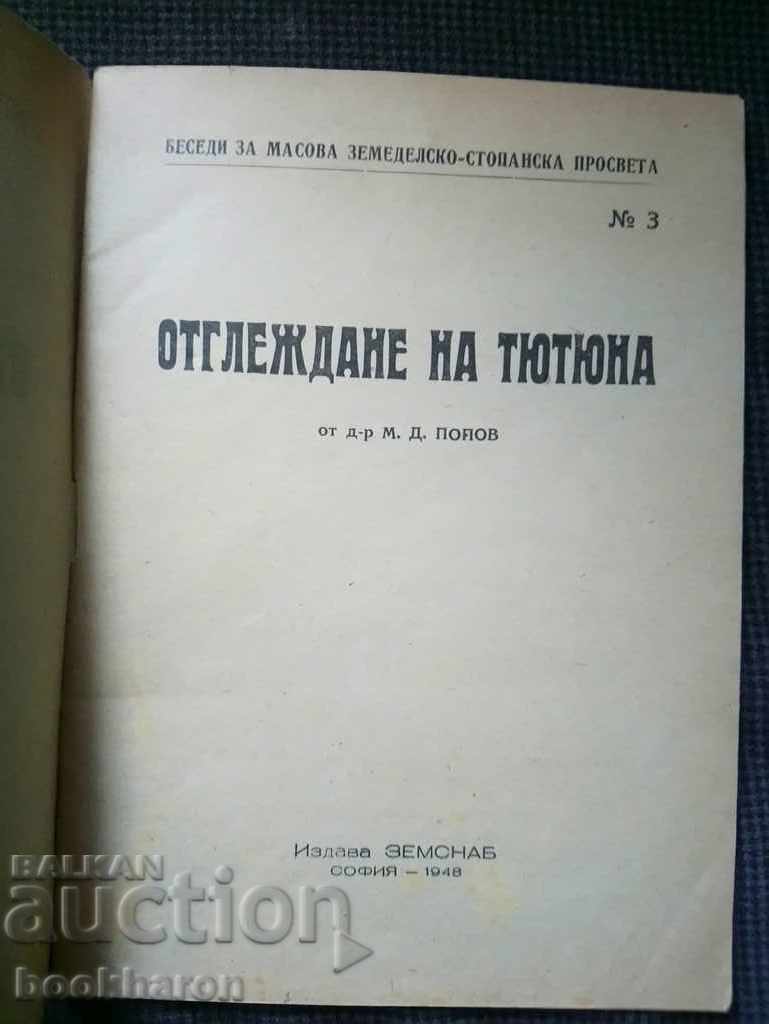 БЕСЕДИ ЗА МАСОВА ЗЕМЕДЕЛСКО-СТОПАНСКА ПРОСВЕТА
№ 3
ОТГЛЕЖДАНЕ НА ТЮТЮНА
от д-р М. Д. ПОПОВ
Издава ЗЕМСНАБ
СОФИЯ — 1948
BALKAN
auction
bookharon